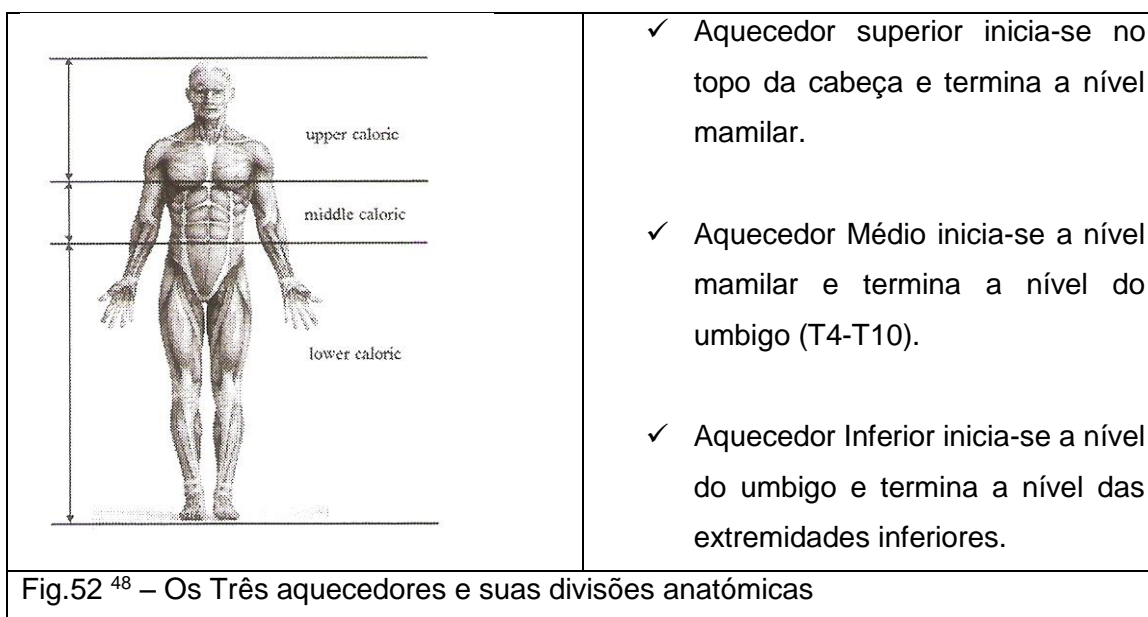 upper caloric
middle caloric
lower caloric
✓ Aquecedor superior inicia-se no
topo da cabeça e termina a nível
mamilar.
✓ Aquecedor Médio inicia-se a nível
mamilar e termina a nível do
umbigo (T4-T10).
✓ Aquecedor Inferior inicia-se a nível
do umbigo e termina a nível das
extremidades inferiores.
Fig.52 ⁴⁸ – Os Três aquecedores e suas divisões anatómicas